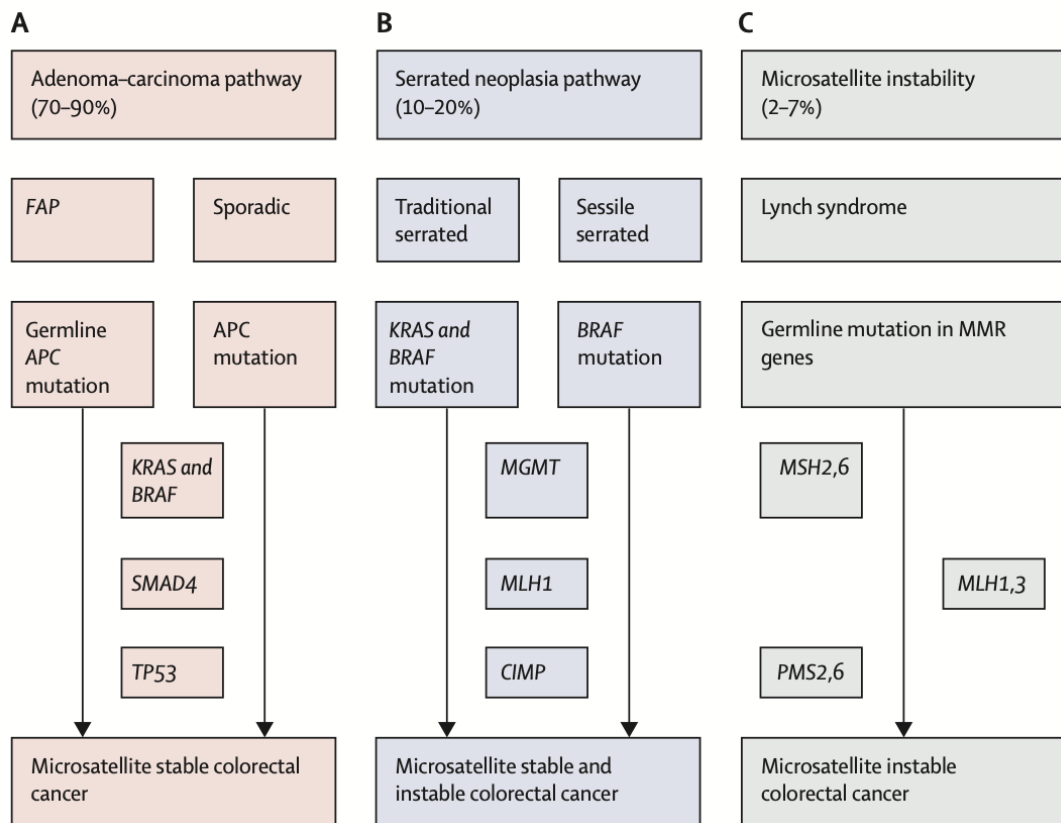 A
Adenoma–carcinoma pathway
(70–90%)
FAP
Sporadic
Germline
APC
mutation
APC
mutation
KRAS and
BRAF
SMAD4
TP53
Microsatellite stable colorectal
cancer
B
Serrated neoplasia pathway
(10–20%)
Traditional
serrated
Sessile
serrated
KRAS and
BRAF
mutation
BRAF
mutation
MGMT
MLH1
CIMP
Microsatellite stable and
instable colorectal cancer
C
Microsatellite instability
(2–7%)
Lynch syndrome
Germline mutation in MMR
genes
MSH2,6
MLH1,3
PMS2,6
Microsatellite instable
colorectal cancer